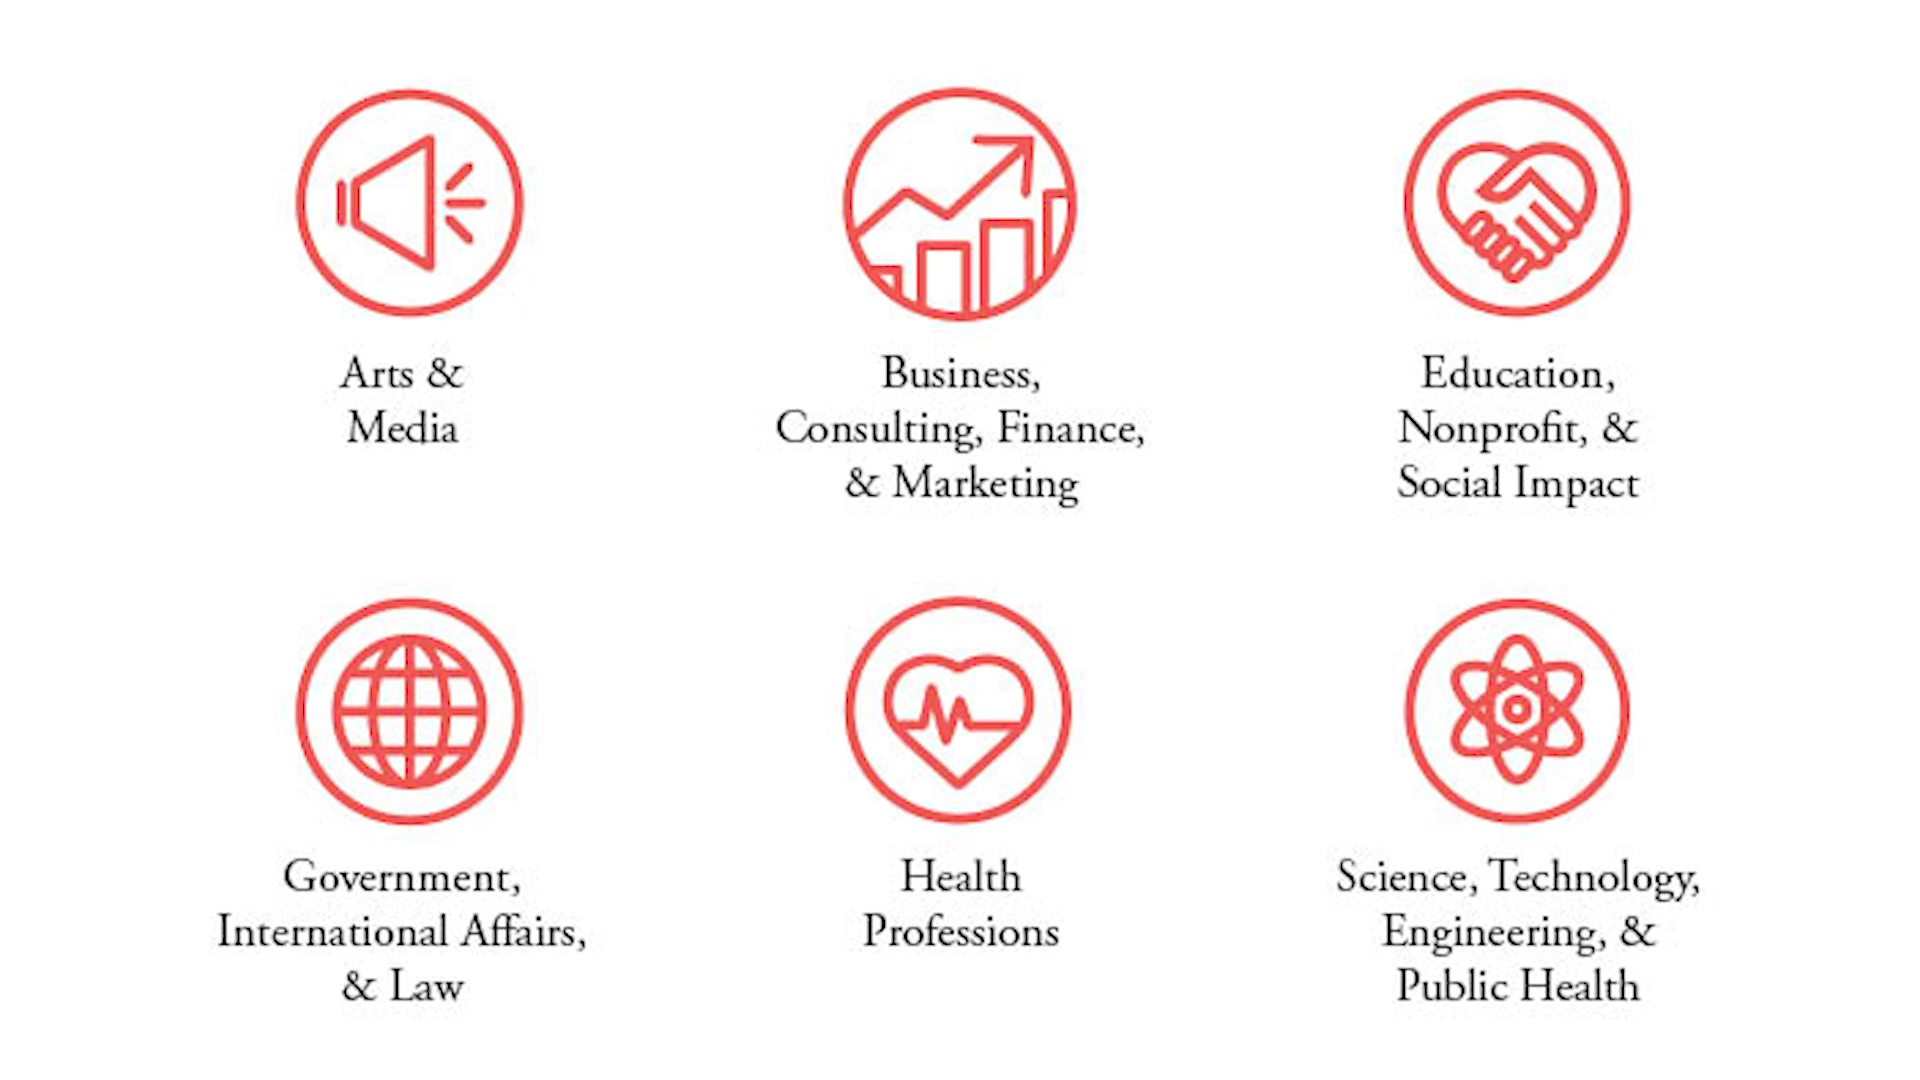 Arts &
Media
Business,
Consulting, Finance,
& Marketing
Education,
Nonprofit, &
Social Impact
Government,
International Affairs,
& Law
Health
Professions
Science, Technology,
Engineering, &
Public Health